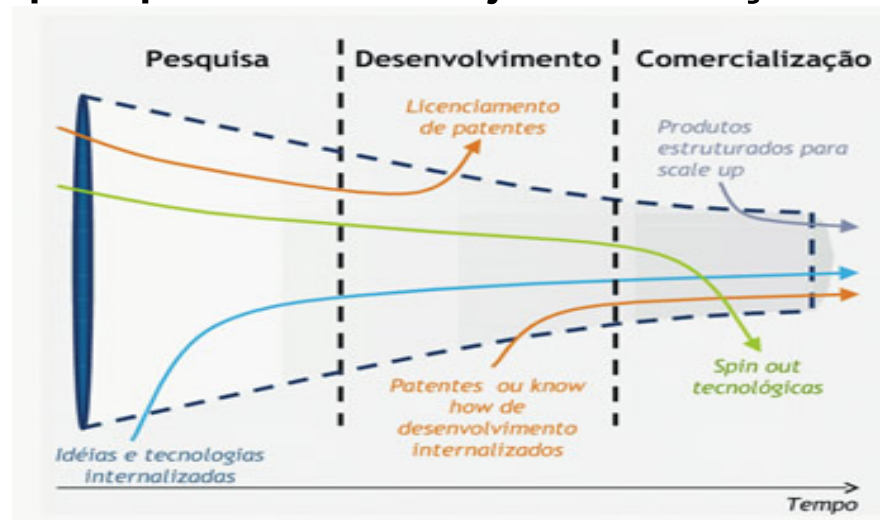 Pesquisa
Desenvolvimento
Comercialização
Licenciamento
de patentes
Produtos
estruturados para
scale up
Spin out
tecnológicas
Patentes ou know
how de
desenvolvimento
internalizados
Idéias e tecnologias
internalizadas
Tempo